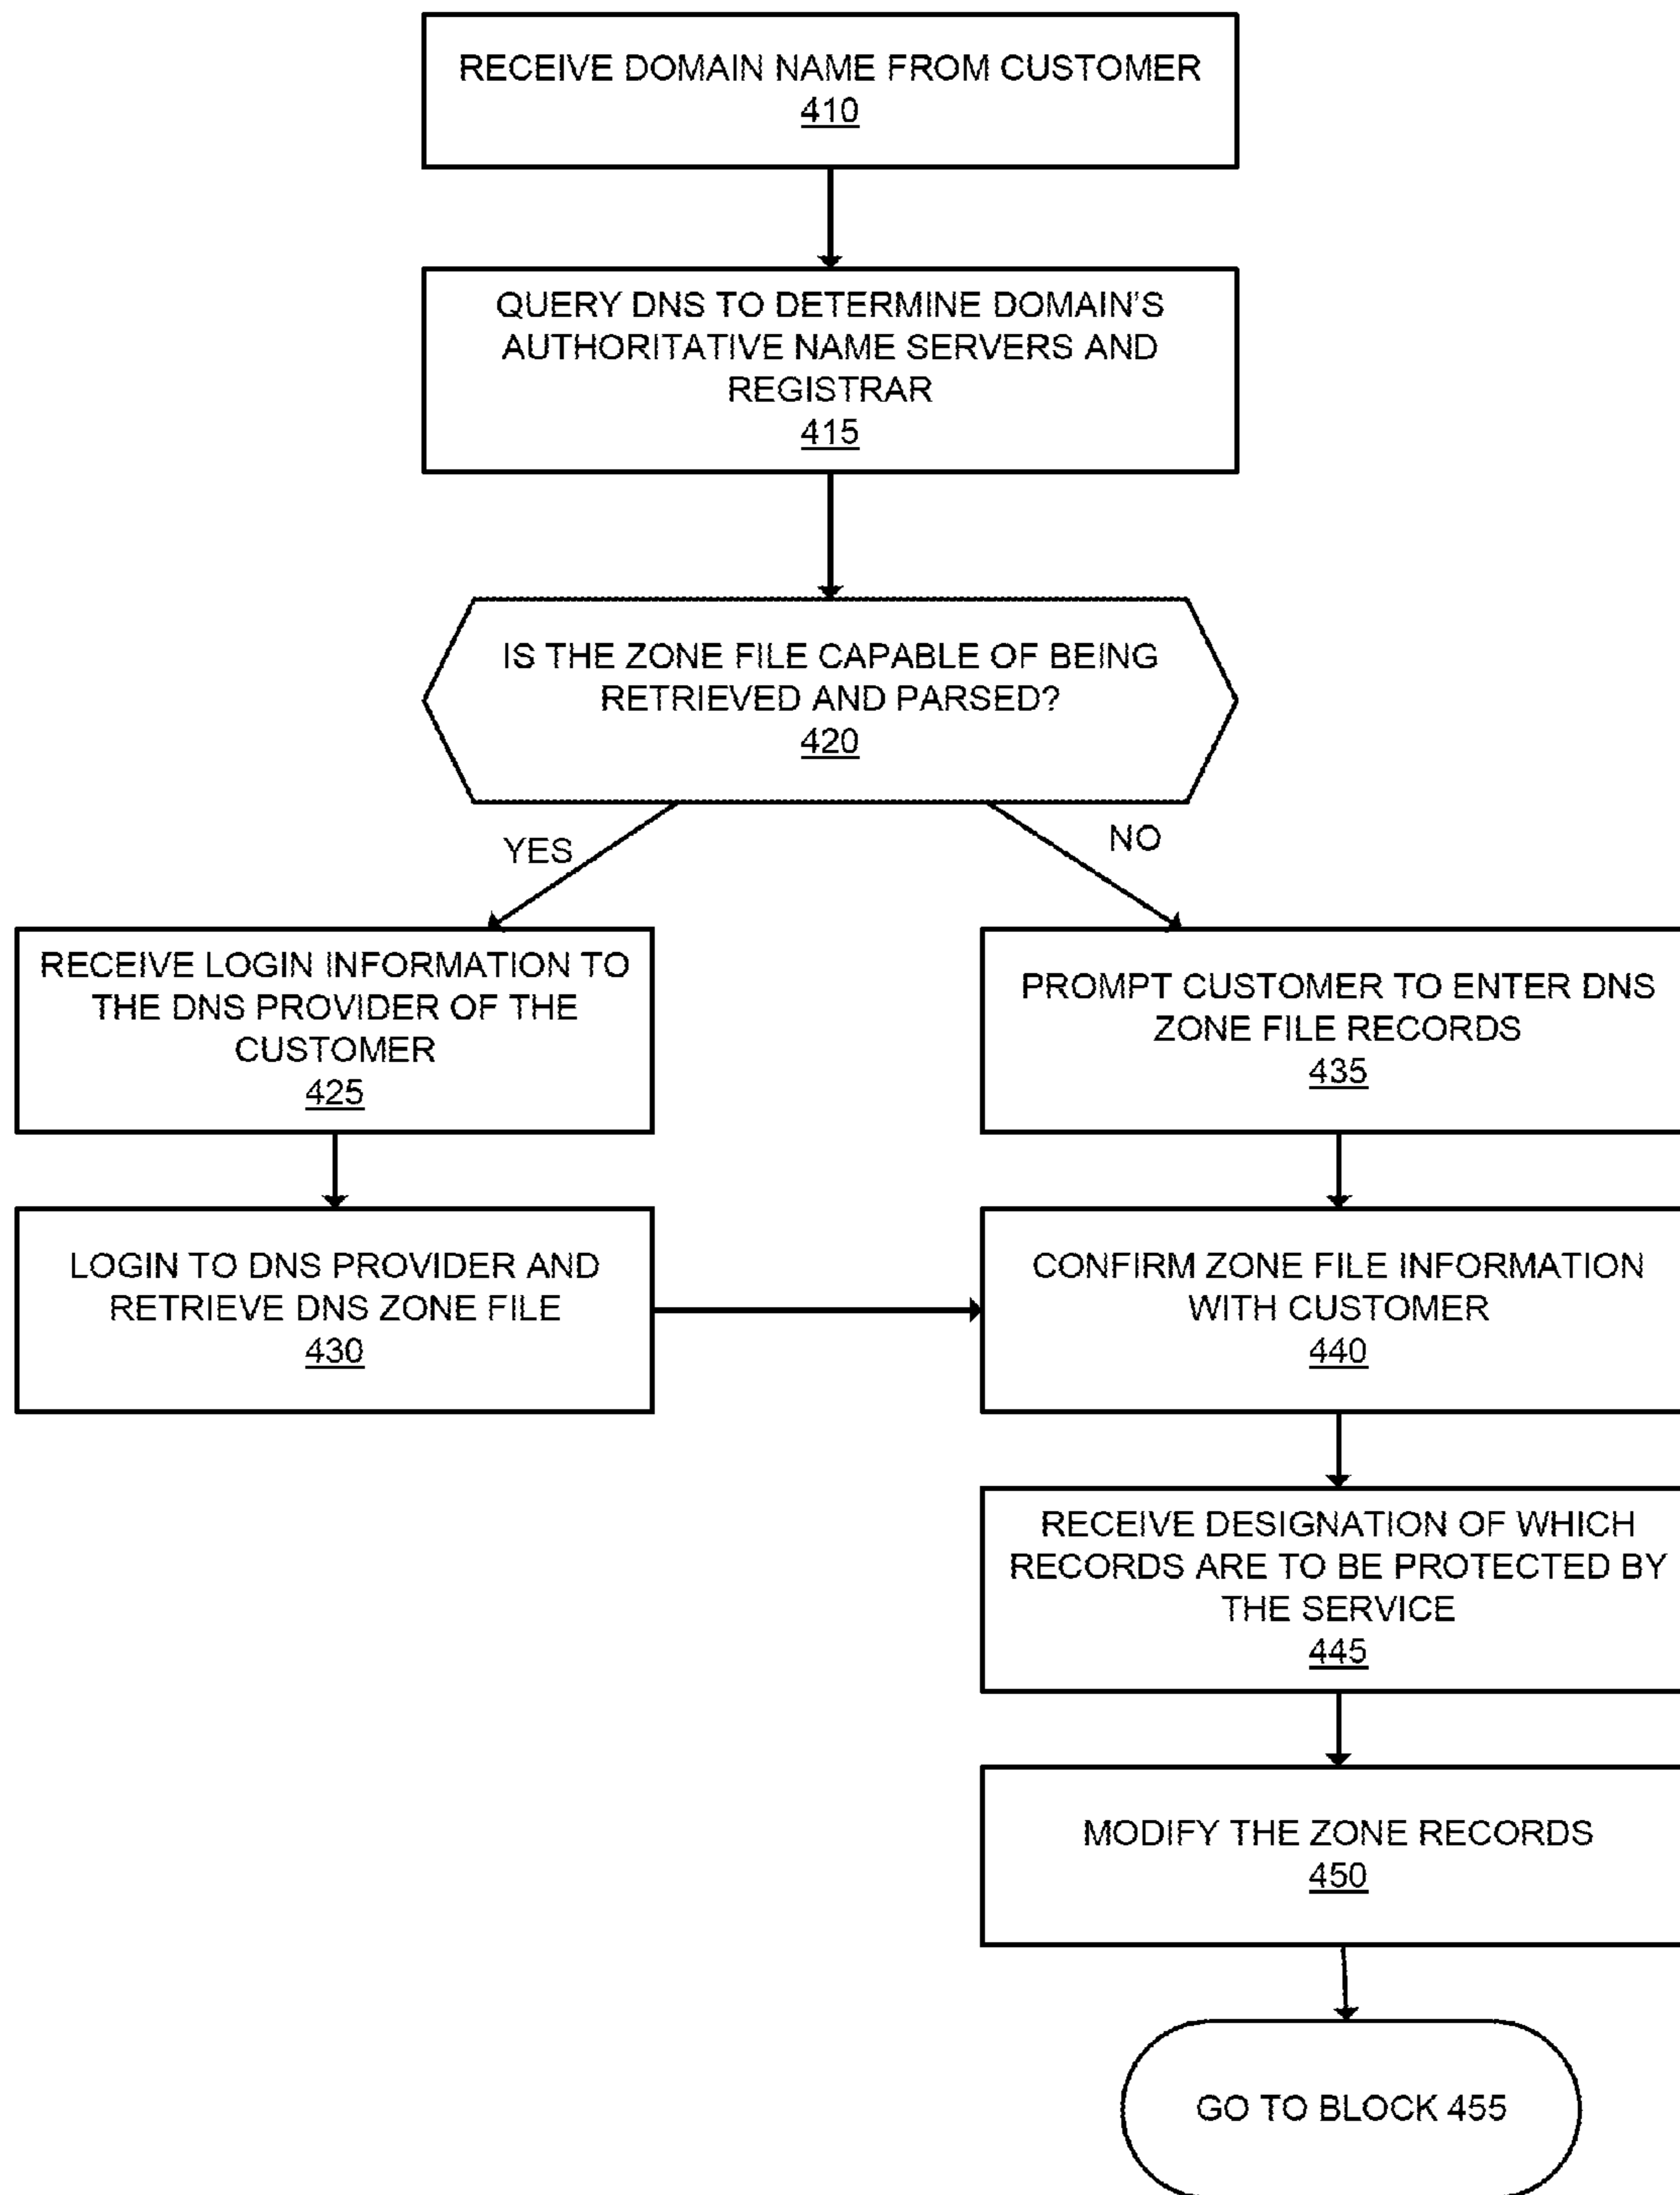 RECEIVE DOMAIN NAME FROM CUSTOMER
410
QUERY DNS TO DETERMINE DOMAIN'S
AUTHORITATIVE NAME SERVERS AND
REGISTRAR
415
IS THE ZONE FILE CAPABLE OF BEING
RETRIEVED AND PARSED?
420
YES
NO
RECEIVE LOGIN INFORMATION TO
THE DNS PROVIDER OF THE
CUSTOMER
425
PROMPT CUSTOMER TO ENTER DNS
ZONE FILE RECORDS
435
LOGIN TO DNS PROVIDER AND
RETRIEVE DNS ZONE FILE
430
CONFIRM ZONE FILE INFORMATION
WITH CUSTOMER
440
RECEIVE DESIGNATION OF WHICH
RECORDS ARE TO BE PROTECTED BY
THE SERVICE
445
MODIFY THE ZONE RECORDS
450
GO TO BLOCK 455